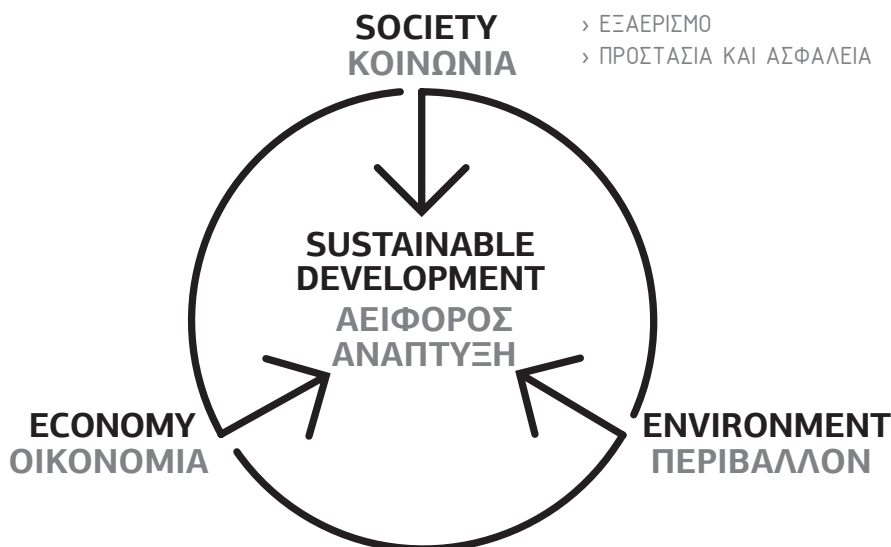 SOCIETY
ΚΟΙΝΩΝΙΑ
› ΕΞΑΕΡΙΣΜΟ
› ΠΡΟΣΤΑΣΙΑ ΚΑΙ ΑΣΦΑΛΕΙΑ
SUSTAINABLE
DEVELOPMENT
ΑΕΙΦΟΡΟΣ
ΑΝΑΠΤΥΞΗ
ECONOMY
ΟΙΚΟΝΟΜΙΑ
ENVIRONMENT
ΠΕΡΙΒΑΛΛΟΝ